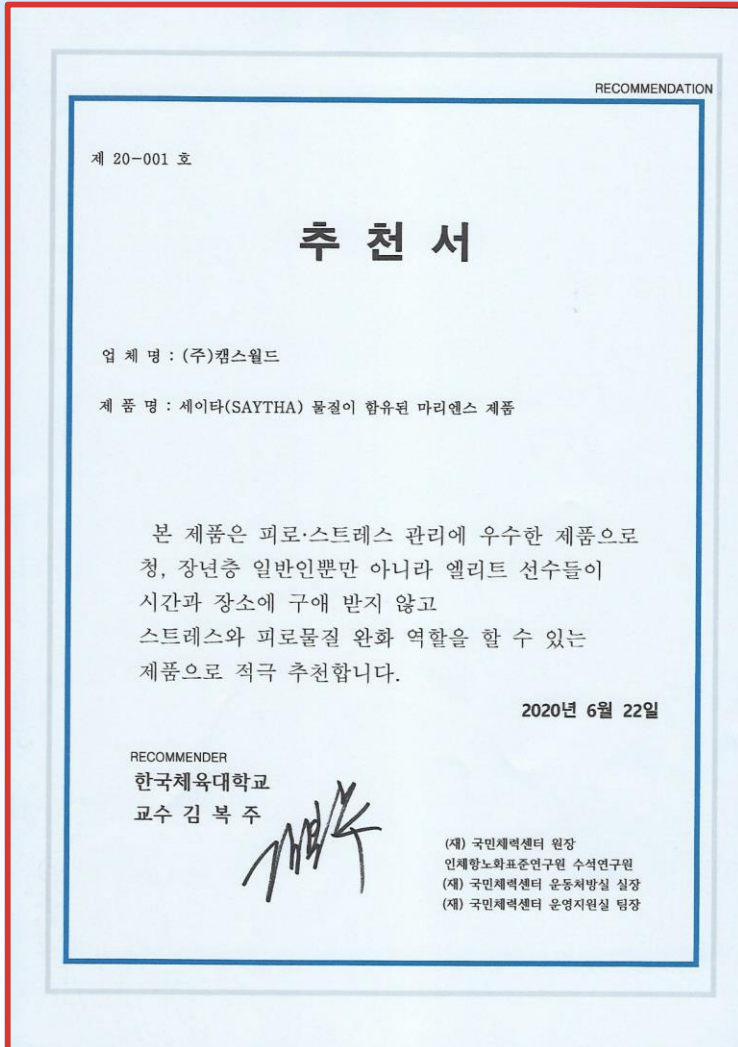 RECOMMENDATION
제 20-001 호
추 천 서
업 체 명 : (주)캠스월드
제 품 명 : 세이타(SAYTHA) 물질이 함유된 마리엔스 제품
본 제품은 피로·스트레스 관리에 우수한 제품으로
청, 장년층 일반인뿐만 아니라 엘리트 선수들이
시간과 장소에 구애 받지 않고
스트레스와 피로물질 완화 역할을 할 수 있는
제품으로 적극 추천합니다.
2020년 6월 22일
RECOMMENDER
한국체육대학교
교수 김 복 주
(재) 국민체력센터 원장
인체항노화표준연구원 수석연구원
(재) 국민체력센터 운동처방실 실장
(재) 국민체력센터 운영지원실 팀장